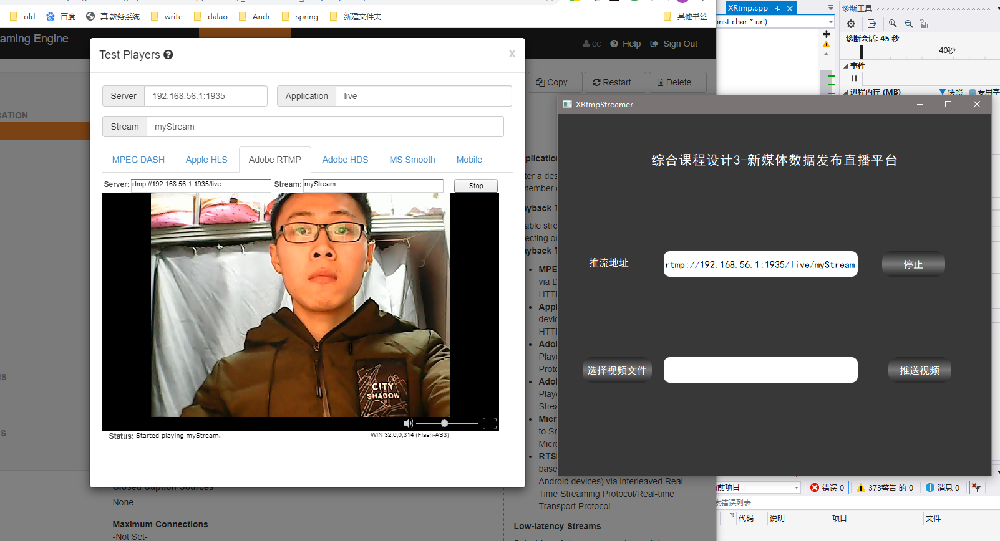 old 百度 真.教务系统 write dalao Andr spring 新建文件夹 其他书签
aming Engine
cc Help Sign Out
Test Players
x
Copy... Restart... Delete...
Server 192.168.56.1:1935 Application live
CATION
Stream myStream
MPEG DASH Apple HLS Adobe RTMP Adobe HDS MS Smooth Mobile
Server: rtmp://192.168.56.1:1935/live Stream: myStream Stop
CITY
SHADOW
Status: Started playing myStream.
WIN 32,0,0,314 (Flash-AS3)
S
Closed Caption Sources
None
Maximum Connections
-Not Set-
plication
ter a des
member
yback T
able stre
ecting or
yback T
MPE
via D
HTTI
Appl
devic
HTTI
Adol
Playe
Proto
Adol
Playe
Strea
Micr
to Sr
Micro
RTSI
base
Android devices) via interleaved Real
Time Streaming Protocol/Real-time
Transport Protocol.
Low-latency Streams
XRtmp.cpp
onst char * url)
诊断工具
诊断会话: 45 秒
40秒
事件
进程内存 (MB) 快照 专用字
XRtmpStreamer
综合课程设计3-新媒体数据发布直播平台
推流地址 rtmp://192.168.56.1:1935/live/myStream 停止
选择视频文件 推送视频
前项目 错误 0 373警告 的 0 消息 0
索错误列表
代码 说明 项目 文件